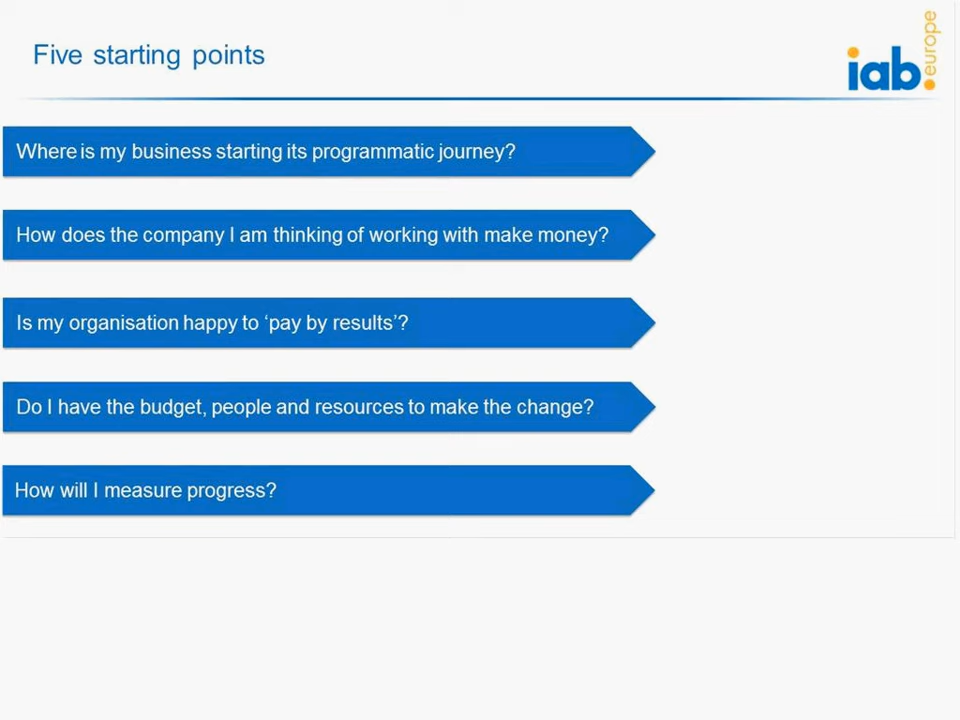 Five starting points
iab.europe
Where is my business starting its programmatic journey?
How does the company I am thinking of working with make money?
Is my organisation happy to ‘pay by results’?
Do I have the budget, people and resources to make the change?
How will I measure progress?